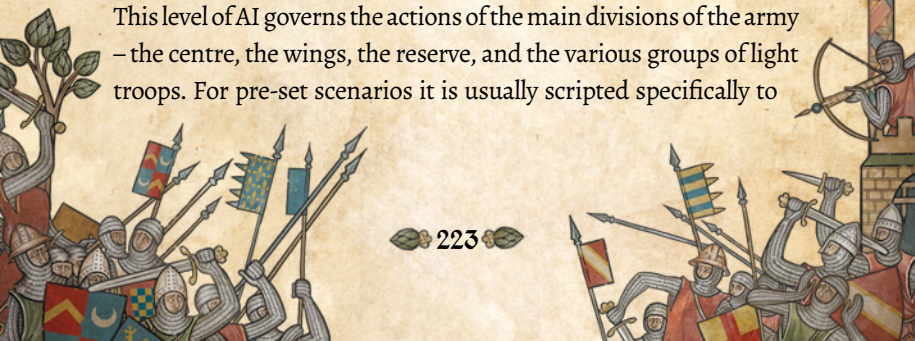 This level of AI governs the actions of the main divisions of the army
– the centre, the wings, the reserve, and the various groups of light
troops. For pre-set scenarios it is usually scripted specifically to
223